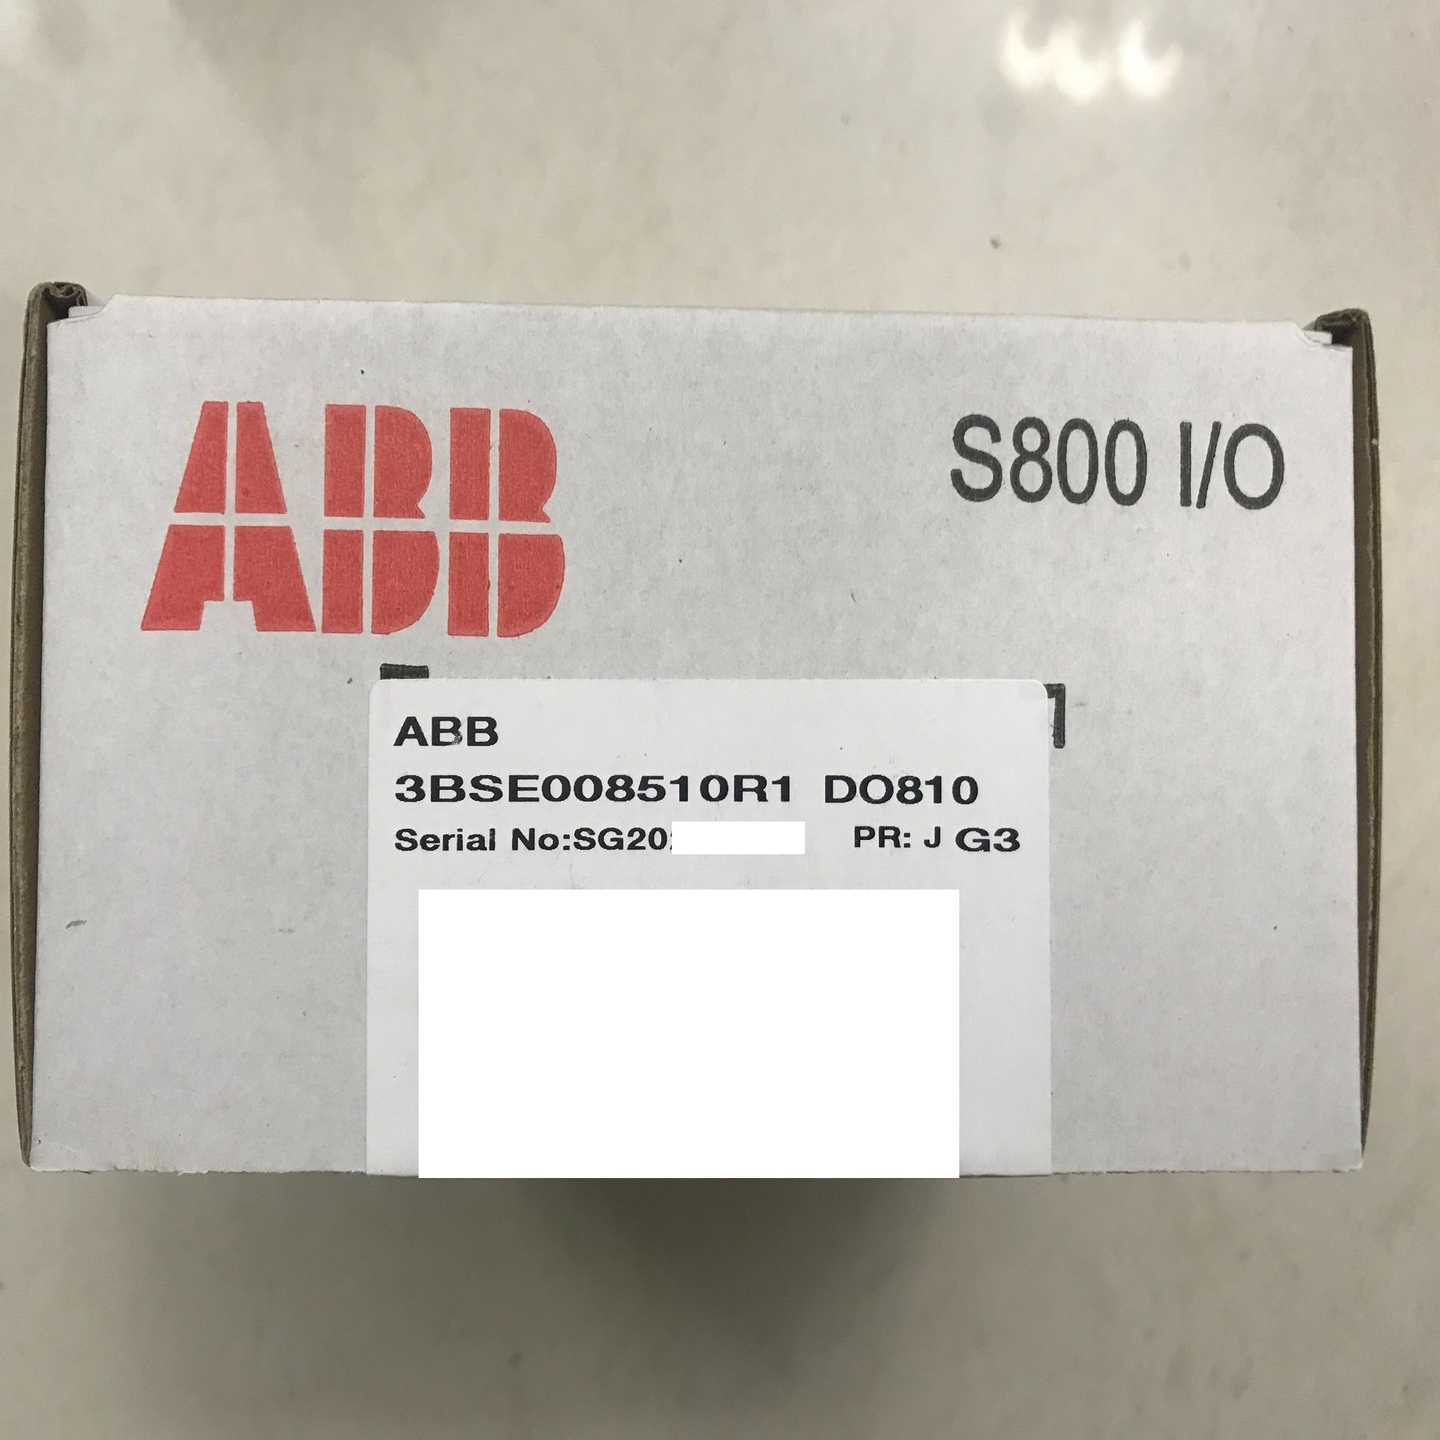 ABB
S800 I/O
ABB
3BSE008510R1 DO810
Serial No:SG20
PR: J G3